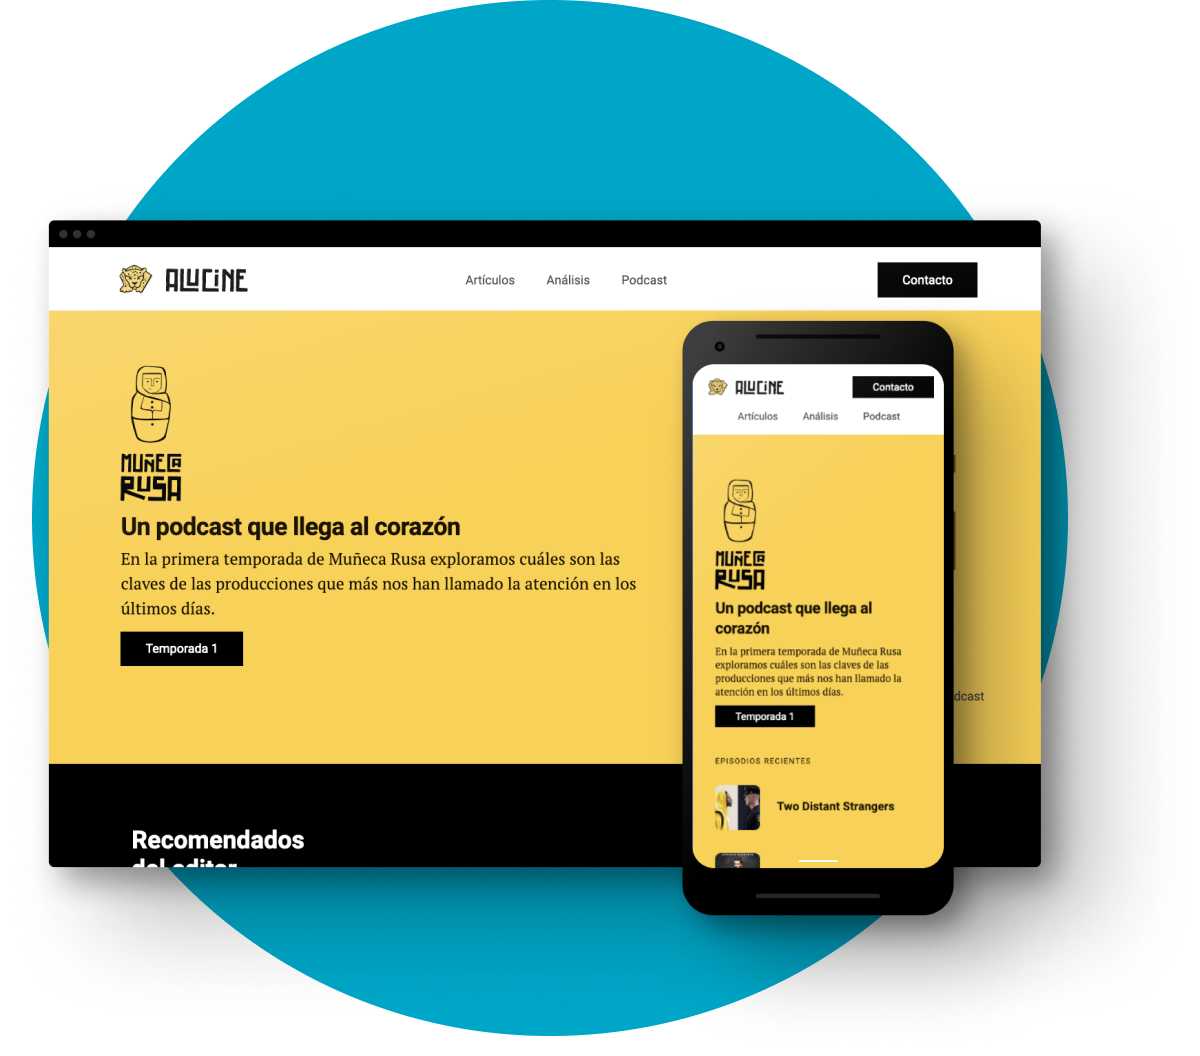 ALUCINE
Artículos
Análisis
Podcast
Contacto
MUÑECA
RUSA
Un podcast que llega al corazón
En la primera temporada de Muñeca Rusa exploramos cuáles son las
claves de las producciones que más nos han llamado la atención en los
últimos días.
Temporada 1
dcast
Recomendados
del editor
ALUCINE
Contacto
Artículos
Análisis
Podcast
MUÑECA
RUSA
Un podcast que llega al
corazón
En la primera temporada de Muñeca Rusa
exploramos cuáles son las claves de las
producciones que más nos han llamado la
atención en los últimos días.
Temporada 1
EPISODIOS RECIENTES
Two Distant Strangers